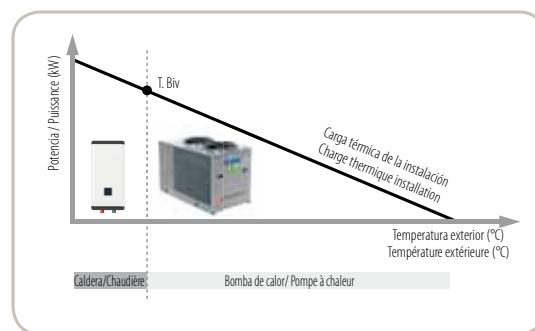 Potencia / Puissance (kW)
T. Biv
Carga térmica de la instalación
Charge thermique installation
Temperatura exterior (°C)
Température extérieure (°C)
Caldera/Chaudière
Bomba de calor/ Pompe à chaleur